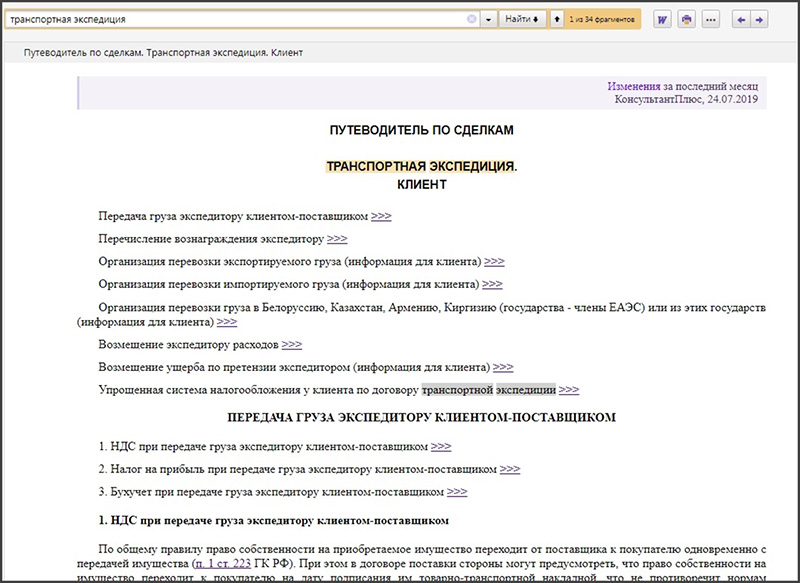 транспортная экспедиция
Найти
1 из 34 фрагментов
W
Путеводитель по сделкам. Транспортная экспедиция. Клиент
Изменения за последний месяц
КонсультантПлюс, 24.07.2019
ПУТЕВОДИТЕЛЬ ПО СДЕЛКАМ
ТРАНСПОРТНАЯ ЭКСПЕДИЦИЯ.
КЛИЕНТ
Передача груза экспедитору клиентом-поставщиком >>>
Перечисление вознаграждения экспедитору >>>
Организация перевозки экспортируемого груза (информация для клиента) >>>
Организация перевозки импортируемого груза (информация для клиента) >>>
Организация перевозки груза в Белоруссию, Казахстан, Армению, Киргизию (государства - члены ЕАЭС) или из этих государств
(информация для клиента) >>>
Возмещение экспедитору расходов >>>
Возмещение ущерба по претензии экспедитором (информация для клиента) >>>
Упрощенная система налогообложения у клиента по договору транспортной экспедиции >>>
ПЕРЕДАЧА ГРУЗА ЭКСПЕДИТОРУ КЛИЕНТОМ-ПОСТАВЩИКОМ
1. НДС при передаче груза экспедитору клиентом-поставщиком >>>
2. Налог на прибыль при передаче груза экспедитору клиентом-поставщиком >>>
3. Бухучет при передаче груза экспедитору клиентом-поставщиком >>>
1. НДС при передаче груза экспедитору клиентом-поставщиком
По общему правилу право собственности на приобретаемое имущество переходит от поставщика к покупателю одновременно с
передачей имущества (п. 1 ст. 223 ГК РФ). При этом в договоре поставки стороны могут предусмотреть, что право собственности на
имущество переходит к покупателю на дату подписания им товарно-транспортной накладной, что не противоречит нормам